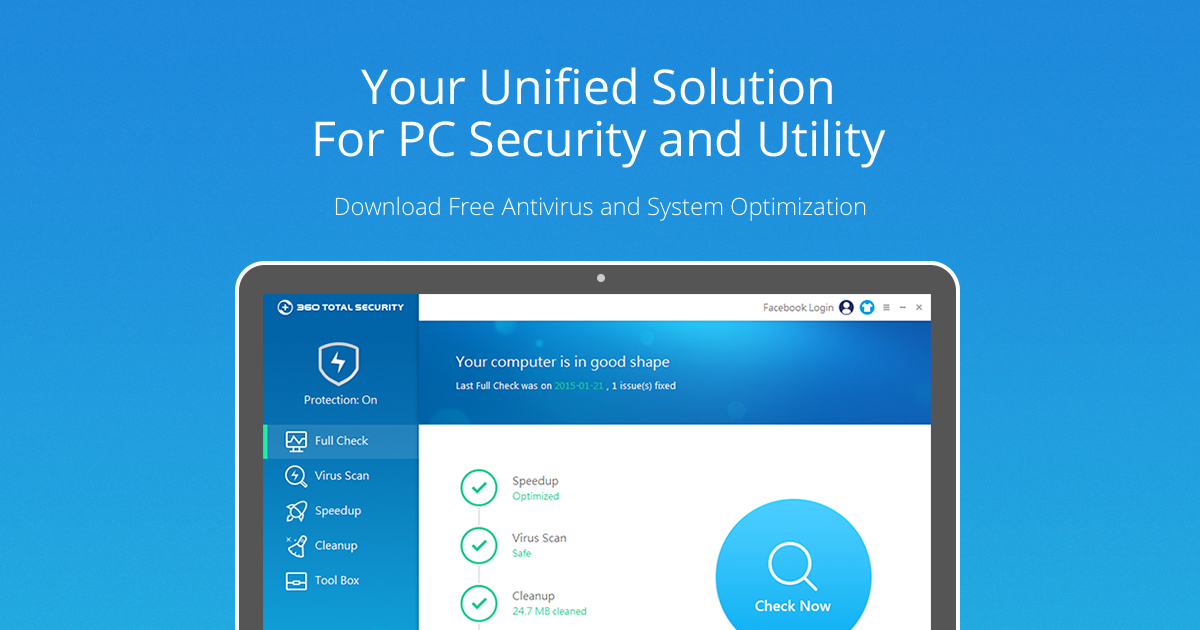 Your Unified Solution
For PC Security and Utility
Download Free Antivirus and System Optimization
360 TOTAL SECURITY
Facebook Login
Protection: On
Your computer is in good shape
Last Full Check was on 2015-01-21 , 1 issue(s) fixed
Full Check
Virus Scan
Speedup
Cleanup
Tool Box
Speedup
Optimized
Virus Scan
Safe
Cleanup
24.7 MB cleaned
Check Now